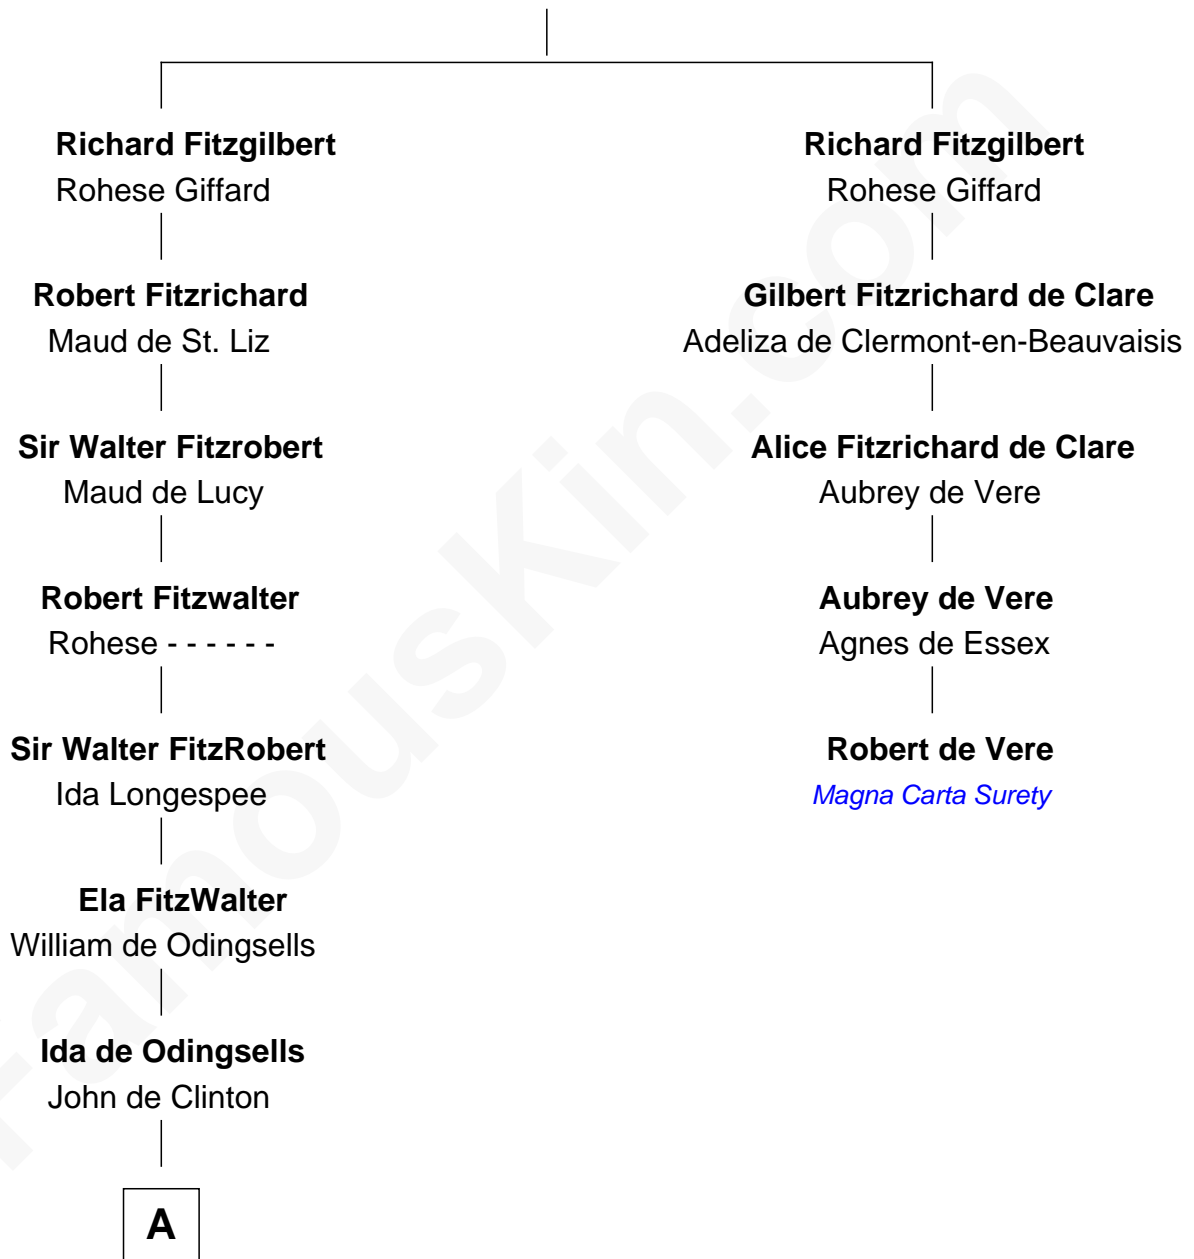 Richard Fitzgilbert
Rohese Giffard
Robert Fitzrichard
Maud de St. Liz
Sir Walter Fitzrobert
Maud de Lucy
Robert Fitzwalter
Rohese - - - - - -
Sir Walter FitzRobert
Ida Longespee
Ela FitzWalter
William de Odingsells
Ida de Odingsells
John de Clinton
A
Richard Fitzgilbert
Rohese Giffard
Gilbert Fitzrichard de Clare
Adeliza de Clermont-en-Beauvaisis
Alice Fitzrichard de Clare
Aubrey de Vere
Aubrey de Vere
Agnes de Essex
Robert de Vere
Magna Carta Surety
FamousKin.com